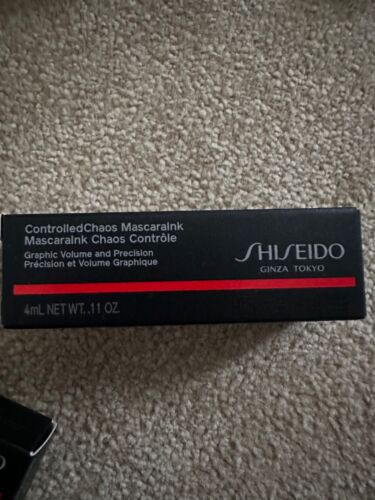 ControlledChaos MascaraInk
MascaraInk Chaos Contrôle
Graphic Volume and Precision
Précision et Volume Graphique
SHISEIDO
GINZA TOKYO
4mL NET WT. .11 OZ.